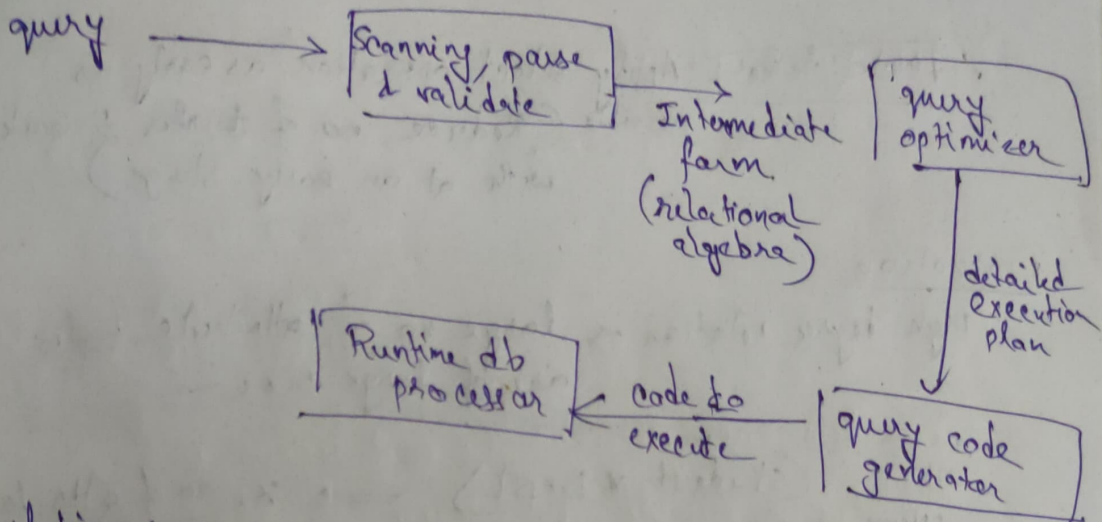 query
Scanning, parse
& validate
Intermediate
form
(relational
algebra)
query
optimizer
detailed
execution
plan
query code
generator
code to
execute
Runtime db
processor